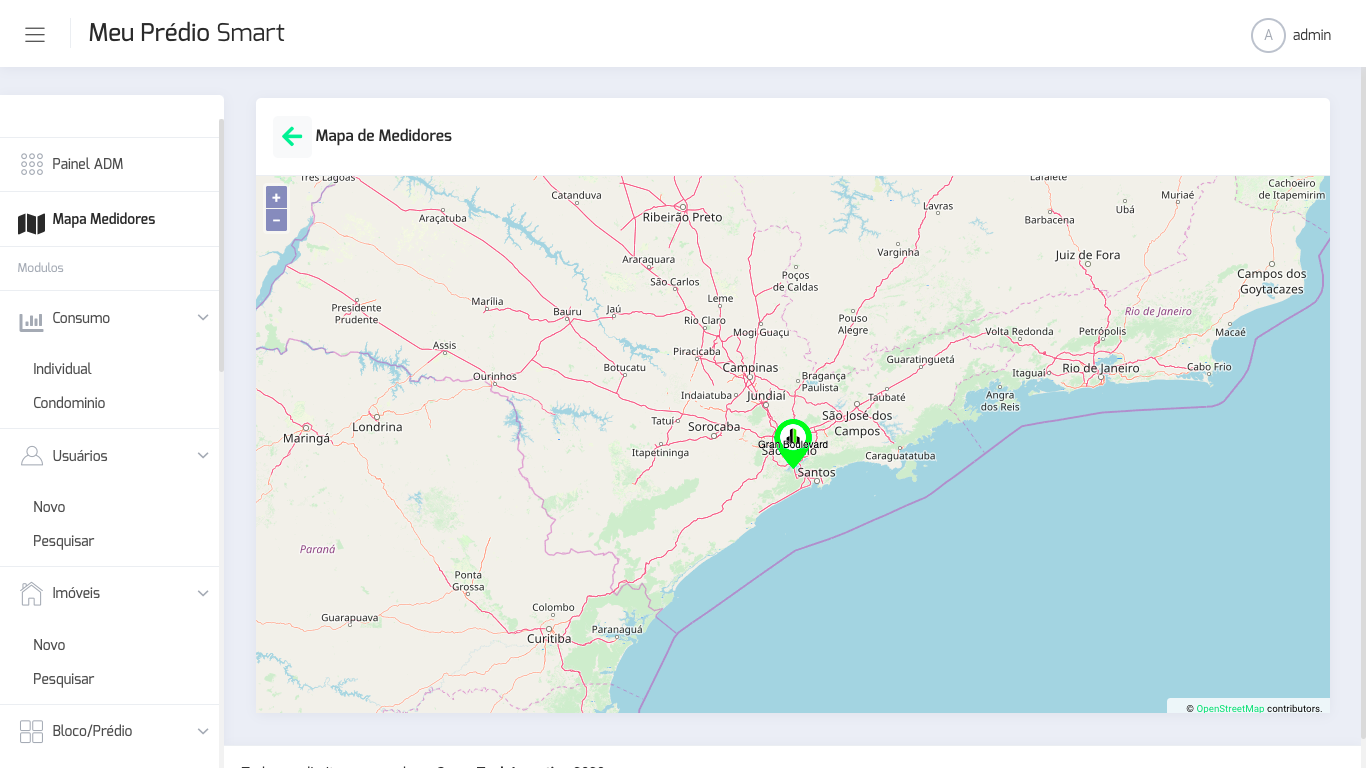 Meu Prédio Smart
A
admin
Painel ADM
Mapa Medidores
Modulos
Consumo
Individual
Condominio
Usuários
Novo
Pesquisar
Imóveis
Novo
Pesquisar
Bloco/Prédio
Mapa de Medidores
+
−
Três Lagoas
Catanduva
Lafaiete
Cachoeiro
de Itapemirim
Muriaé
Araçatuba
Ribeirão Preto
Lavras
Ubá
Barbacena
Varginha
Juiz de Fora
Araraquara
Poços
de Caldas
Campos dos
Goytacazes
São Carlos
Marília
Leme
Presidente
Prudente
Bauru
Jaú
Rio Claro
Mogi Guaçu
Pouso
Alegre
Rio de Janeiro
Volta Redonda
Petrópolis
Macaé
Assis
Piracicaba
Guaratinguetá
Ourinhos
Botucatu
Campinas
Bragança
Paulista
Itaguaí
Rio de Janeiro
Cabo Frio
Indaiatuba
Jundiaí
Taubaté
Angra
dos Reis
Londrina
Maringá
Tatuí
Sorocaba
São José dos
Campos
Gran Boulevard
Itapetininga
Caraguatatuba
Santos
Paraná
Ponta
Grossa
Colombo
Guarapuava
Curitiba
Paranaguá
© OpenStreetMap contributors.